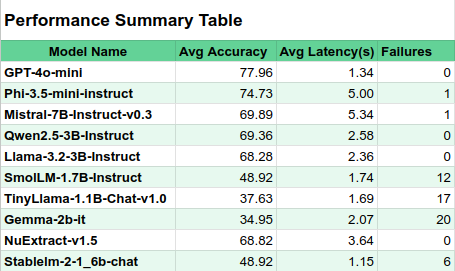 Performance Summary Table
Model Name Avg Accuracy Avg Latency(s) Failures
GPT-4o-mini 77.96 1.34 0
Phi-3.5-mini-instruct 74.73 5.00 1
Mistral-7B-Instruct-v0.3 69.89 5.34 1
Qwen2.5-3B-Instruct 69.36 2.58 0
Llama-3.2-3B-Instruct 68.28 2.36 0
SmolLM-1.7B-Instruct 48.92 1.74 12
TinyLlama-1.1B-Chat-v1.0 37.63 1.69 17
Gemma-2b-it 34.95 2.07 20
NuExtract-v1.5 68.82 3.64 0
Stablelm-2-1_6b-chat 48.92 1.15 6